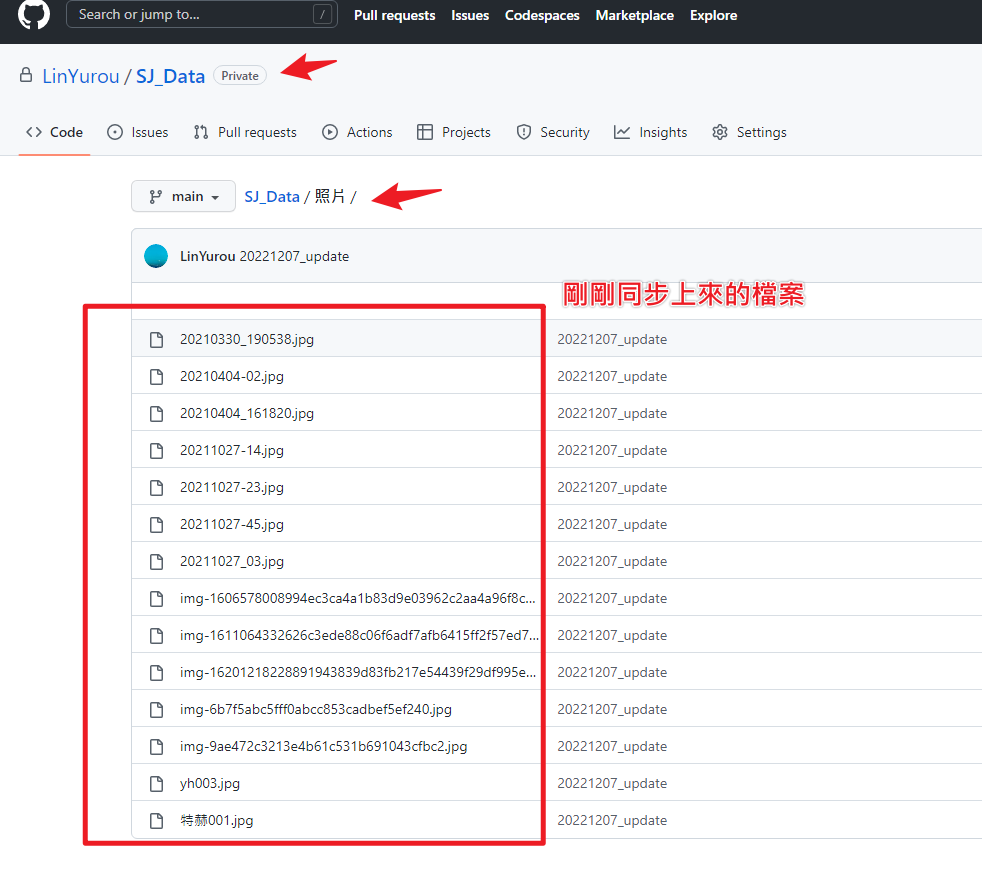 Search or jump to... /
Pull requests Issues Codespaces Marketplace Explore
LinYurou / SJ_Data Private
Code Issues Pull requests Actions Projects Security Insights Settings
main SJ_Data / 照片 /
LinYurou 20221207_update
剛剛同步上來的檔案
20210330_190538.jpg 20221207_update
20210404-02.jpg 20221207_update
20210404_161820.jpg 20221207_update
20211027-14.jpg 20221207_update
20211027-23.jpg 20221207_update
20211027-45.jpg 20221207_update
20211027_03.jpg 20221207_update
img-1606578008994ec3ca4a1b83d9e03962c2aa4a96f8c... 20221207_update
img-1611064332626c3ede88c06f6adf7afb6415ff2f57ed7... 20221207_update
img-16201218228891943839d83fb217e54439f29df995e... 20221207_update
img-6b7f5abc5fff0abcc853cadbef5ef240.jpg 20221207_update
img-9ae472c3213e4b61c531b691043cfbc2.jpg 20221207_update
yh003.jpg 20221207_update
特赫001.jpg 20221207_update